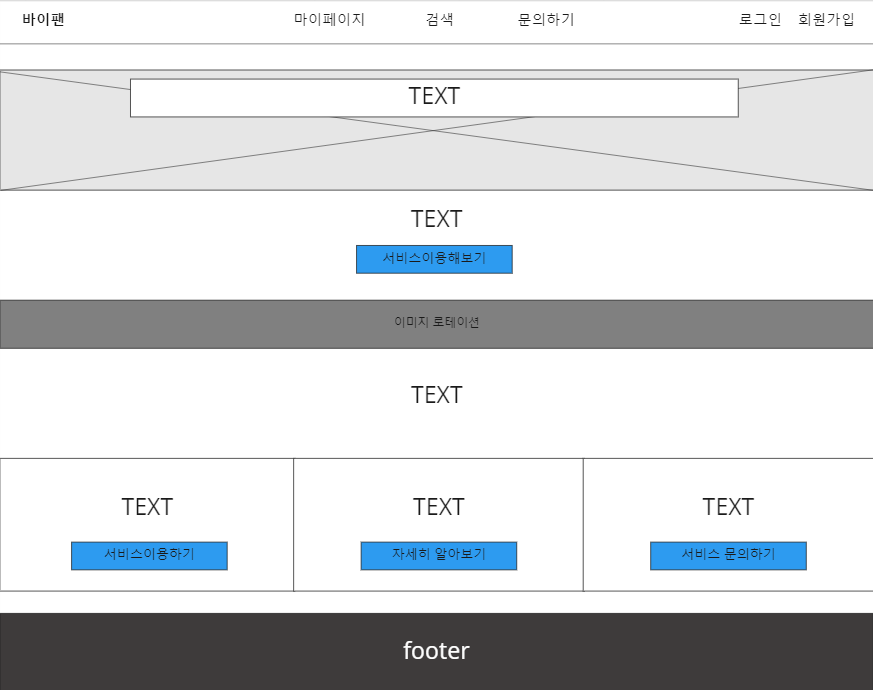 바이팬 마이페이지 검색 문의하기 로그인 회원가입
TEXT
TEXT
서비스이용해보기
이미지 로테이션
TEXT
TEXT TEXT TEXT
서비스이용하기 자세히 알아보기 서비스 문의하기
footer